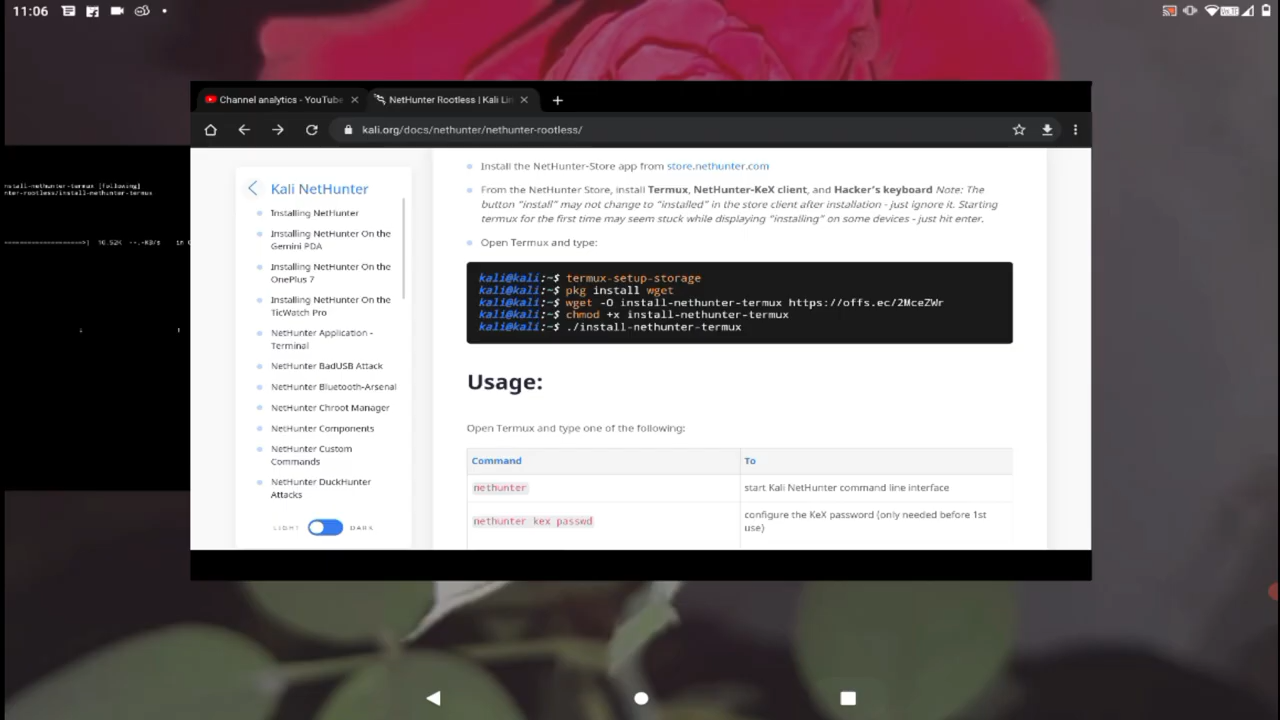 11:06
Channel analytics - YouTube
NetHunter Rootless | Kali Lin
kali.org/docs/nethunter/nethunter-rootless/
nter-rootless/install-nethunter-termux
16.52K --.-KB/s in
Kali NetHunter
Installing NetHunter
Installing NetHunter On the
Gemini PDA
Installing NetHunter On the
OnePlus 7
Installing NetHunter On the
TicWatch Pro
NetHunter Application -
Terminal
NetHunter BadUSB Attack
NetHunter Bluetooth-Arsenal
NetHunter Chroot Manager
NetHunter Components
NetHunter Custom
Commands
NetHunter DuckHunter
Attacks
LIGHT DARK
Install the NetHunter-Store app from store.nethunter.com
From the NetHunter Store, install Termux, NetHunter-KeX client, and Hacker's keyboard Note: The
button "install" may not change to "installed" in the store client after installation - just ignore it. Starting
termux for the first time may seem stuck while displaying "installing" on some devices - just hit enter.
Open Termux and type:
kali@kali:~$ termux-setup-storage
kali@kali:~$ pkg install wget
kali@kali:~$ wget -O install-nethunter-termux https://offs.ec/2MceZWr
kali@kali:~$ chmod +x install-nethunter-termux
kali@kali:~$ ./install-nethunter-termux
Usage:
Open Termux and type one of the following:
Command To
nethunter start Kali NetHunter command line interface
nethunter kex passwd configure the KeX password (only needed before 1st
use)